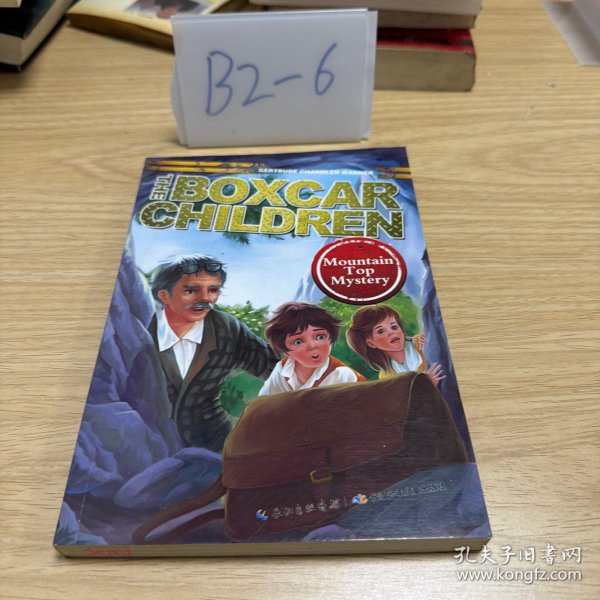 B2-6
GERTRUDE CHANDLER WARNER
THE BOXCAR
CHILDREN
Mountain
Top
Mystery
孔夫子旧书网
www.kongfz.com